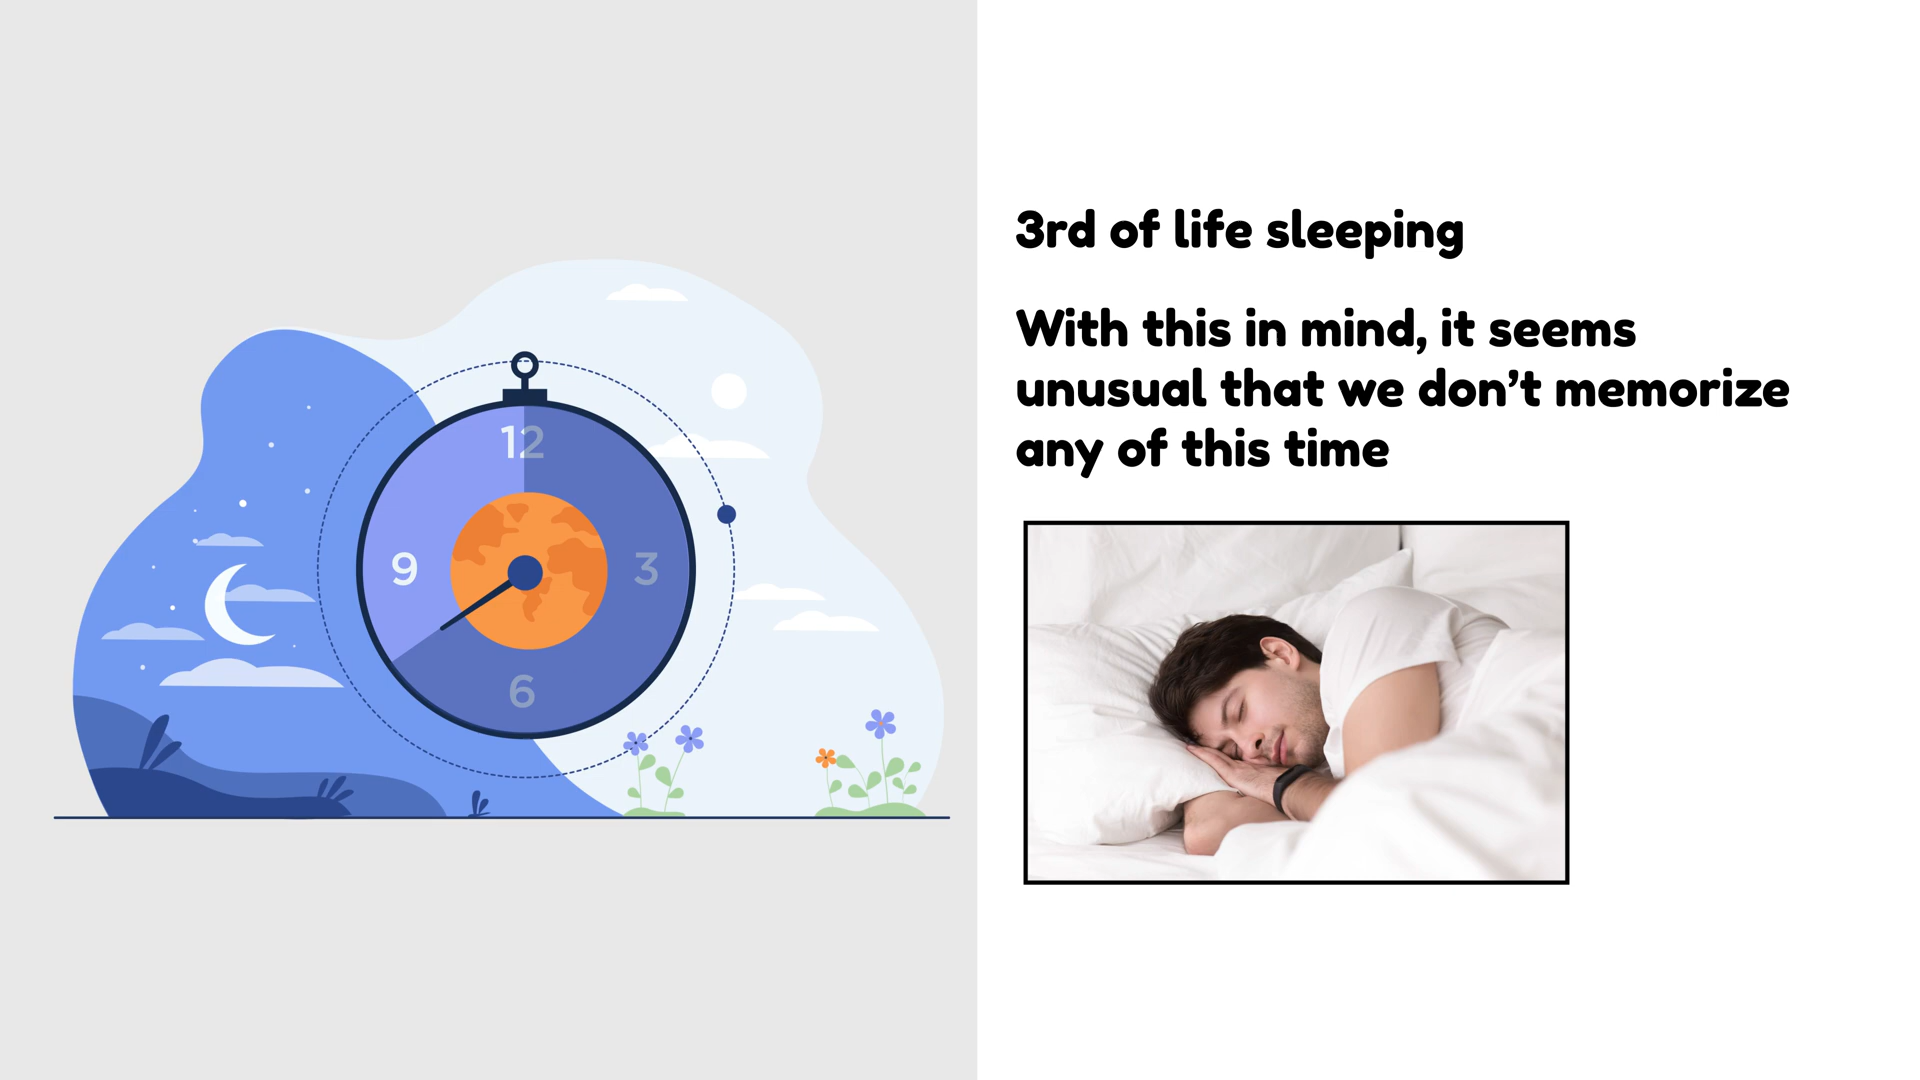 12
9
3
6
3rd of life sleeping
With this in mind, it seems
unusual that we don’t memorize
any of this time